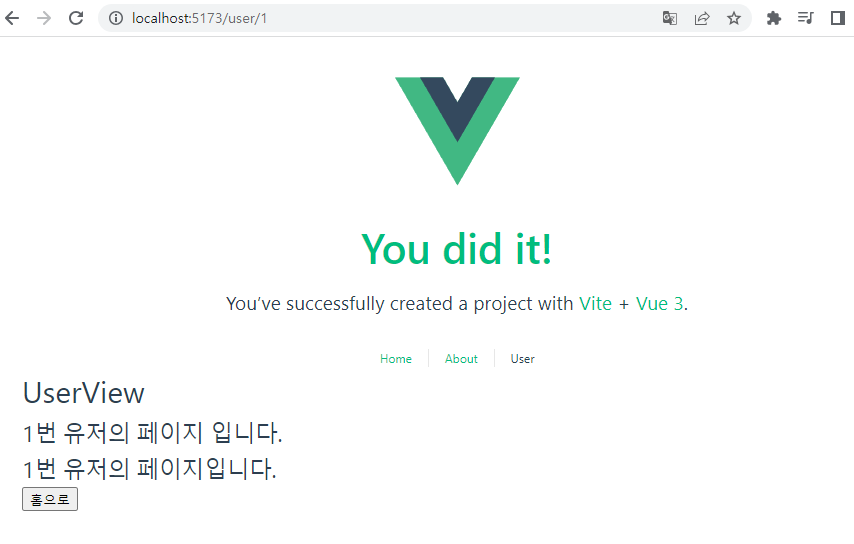 localhost:5173/user/1
You did it!
You’ve successfully created a project with Vite + Vue 3.
Home About User
UserView
1번 유저의 페이지 입니다.
1번 유저의 페이지입니다.
홈으로